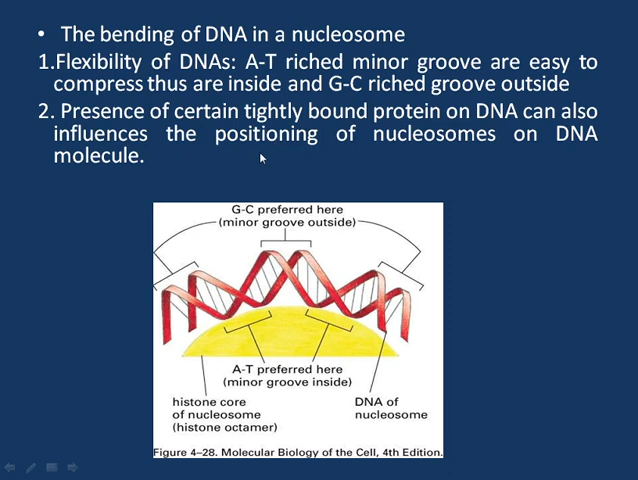 • The bending of DNA in a nucleosome
1.Flexibility of DNAs: A-T riched minor groove are easy to
compress thus are inside and G-C riched groove outside
2. Presence of certain tightly bound protein on DNA can also
influences the positioning of nucleosomes on DNA
molecule.
G-C preferred here
(minor groove outside)
A-T preferred here
(minor groove inside)
histone core
of nucleosome
(histone octamer)
DNA of
nucleosome
Figure 4–28. Molecular Biology of the Cell, 4th Edition.